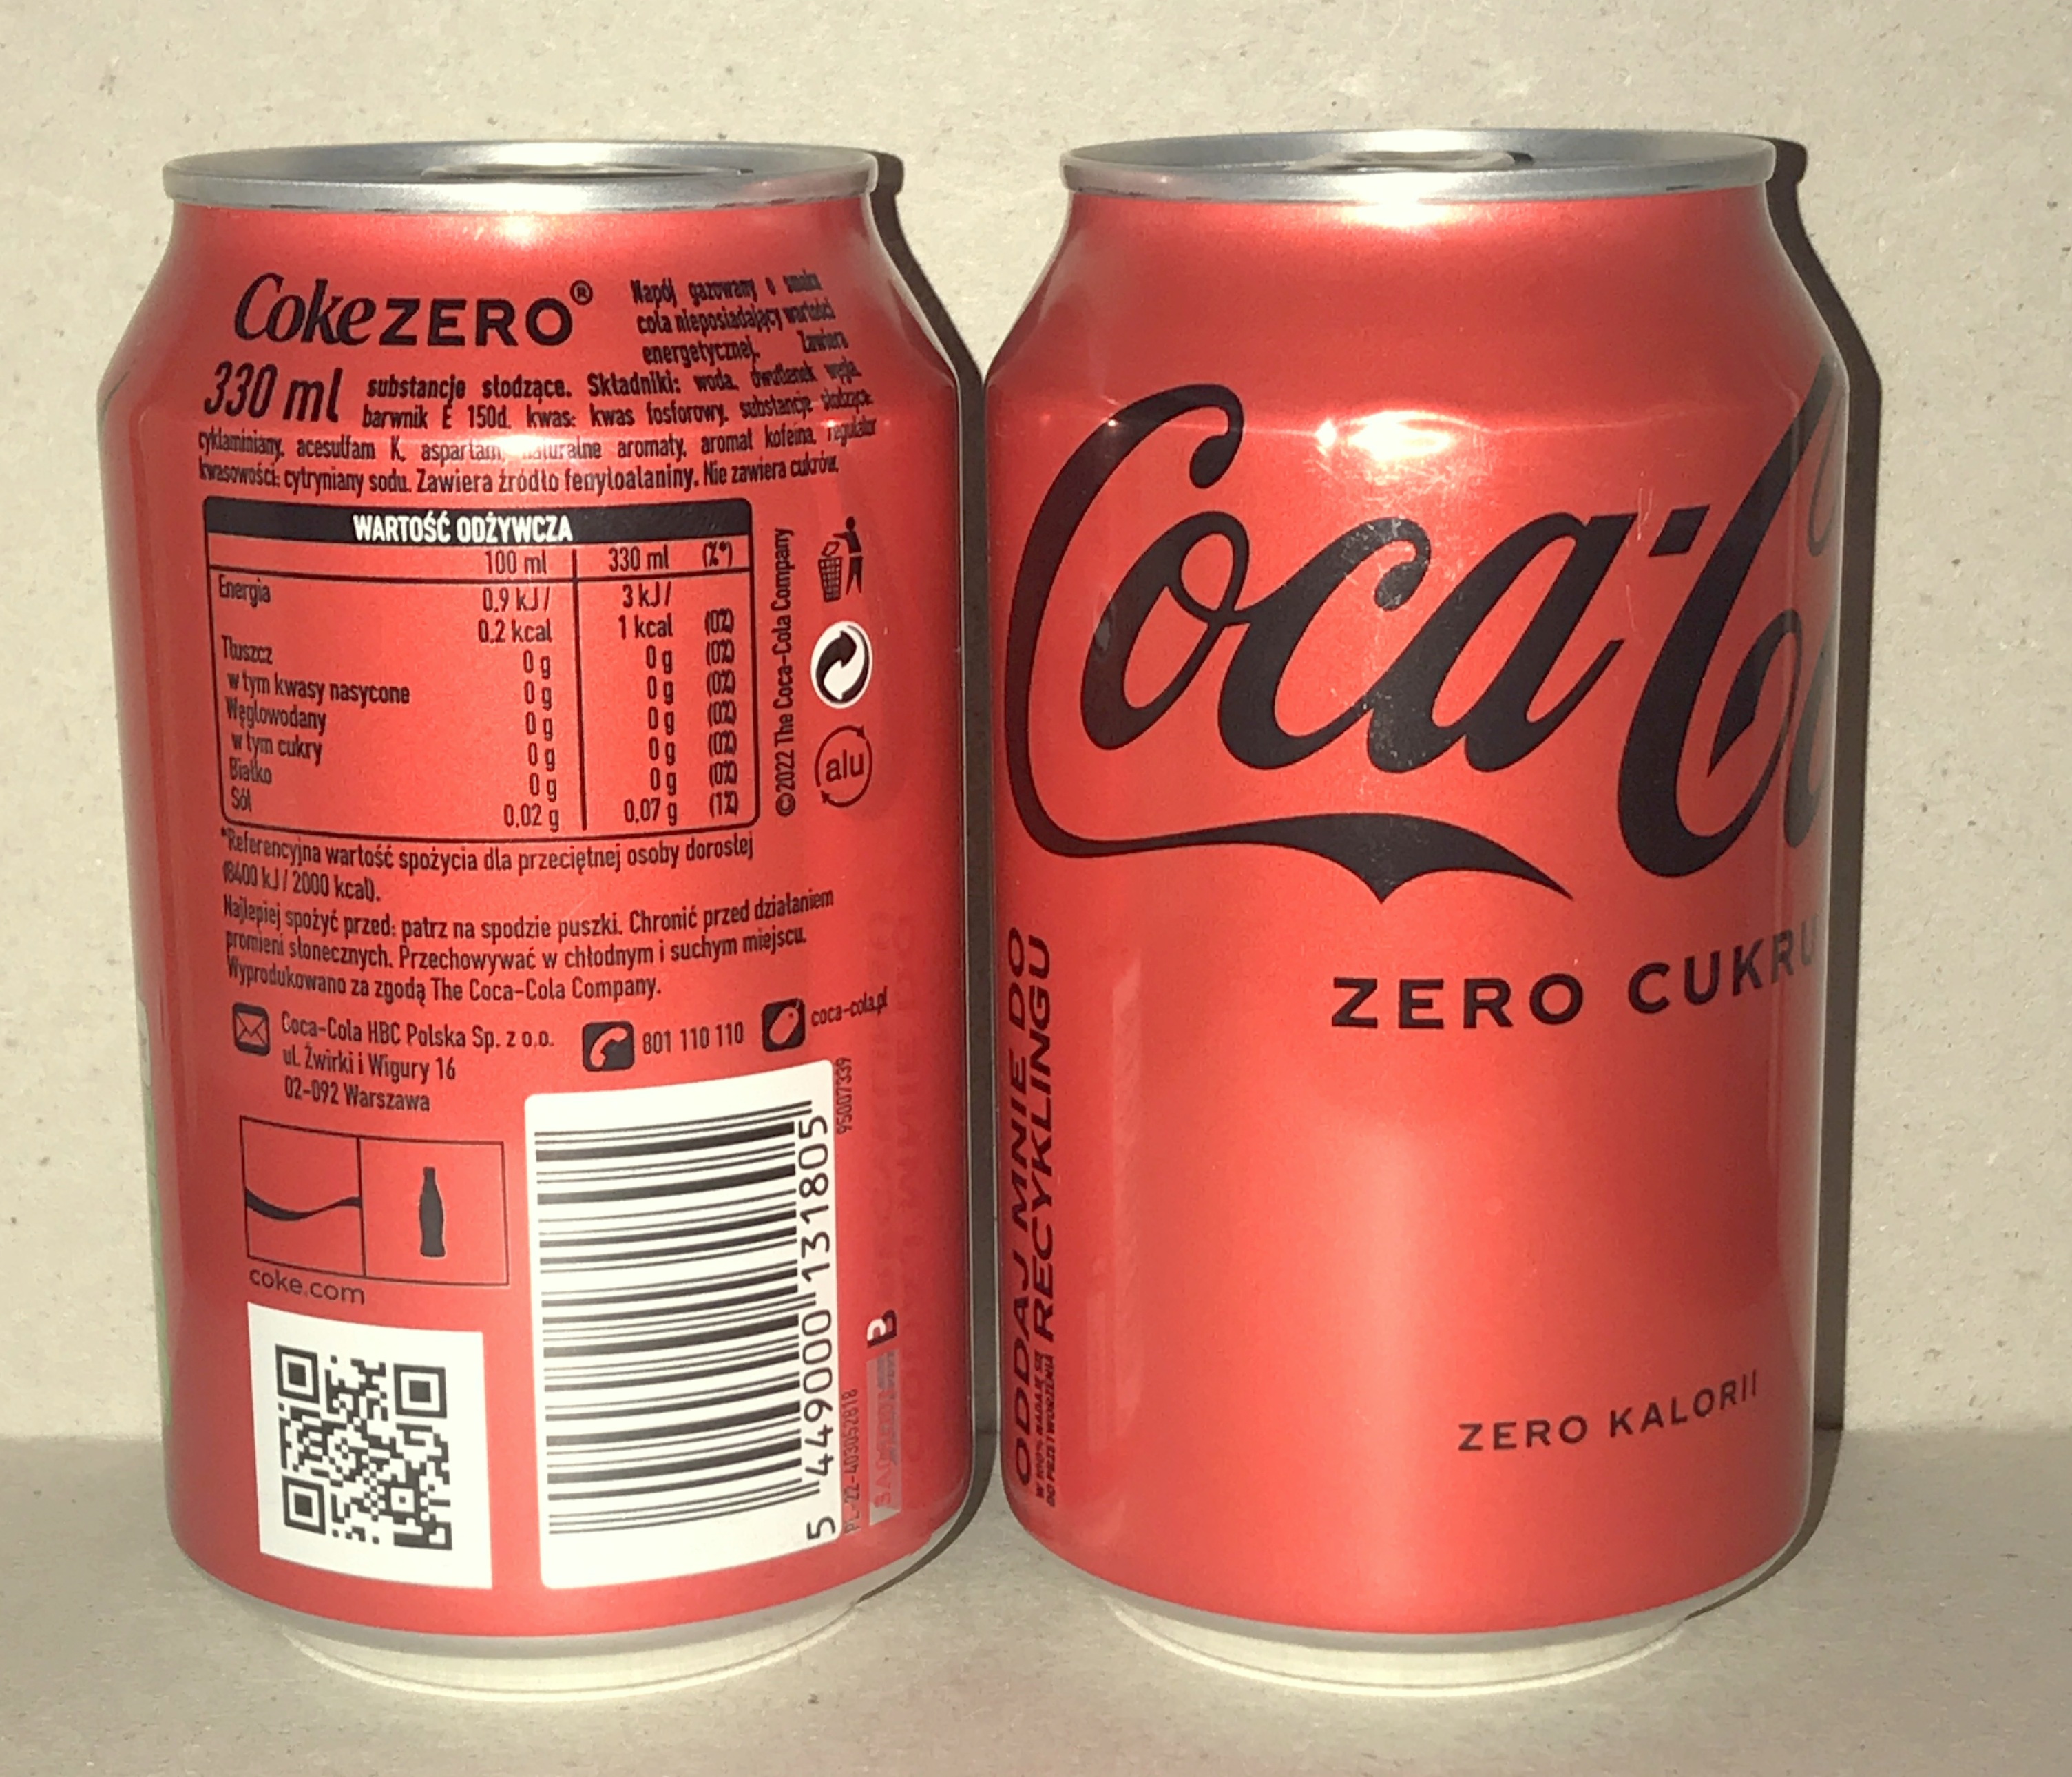 CokeZERO®
Napój gazowany o smaku
cola nieposiadający wartości
energetycznej. Zawiera
330 ml
substancje słodzące. Składniki: woda, dwutlenek węgla,
barwnik E 150d, kwas: kwas fosforowy, substancje słodzące:
cyklaminiany, acesulfam K, aspartam, naturalne aromaty, aromat kofeina, regulator
kwasowości: cytryniany sodu. Zawiera źródło fenyloalaniny. Nie zawiera cukrów.
WARTOŚĆ ODŻYWCZA
100 ml 330 ml (%*)
Energia 0,9 kJ/ 3 kJ/
0,2 kcal 1 kcal (0%)
Tłuszcz 0 g 0 g (0%)
w tym kwasy nasycone 0 g 0 g (0%)
Węglowodany 0 g 0 g (0%)
w tym cukry 0 g 0 g (0%)
Białko 0 g 0 g (0%)
Sól 0,02 g 0,07 g (1%)
©2022 The Coca-Cola Company
alu
*Referencyjna wartość spożycia dla przeciętnej osoby dorosłej
(8400 kJ/2000 kcal).
Najlepiej spożyć przed: patrz na spodzie puszki. Chronić przed działaniem
promieni słonecznych. Przechowywać w chłodnym i suchym miejscu.
Wyprodukowano za zgodą The Coca-Cola Company.
Coca-Cola HBC Polska Sp. z o.o.
ul. Żwirki i Wigury 16
02-092 Warszawa
801 110 110
coca-cola.pl
coke.com
5 449000 131805
95007339
PL-22-403052818
B
Coca-Co
ZERO CUKRU
ZERO KALORII
ODDAJ MNIE DO
RECYKLINGU